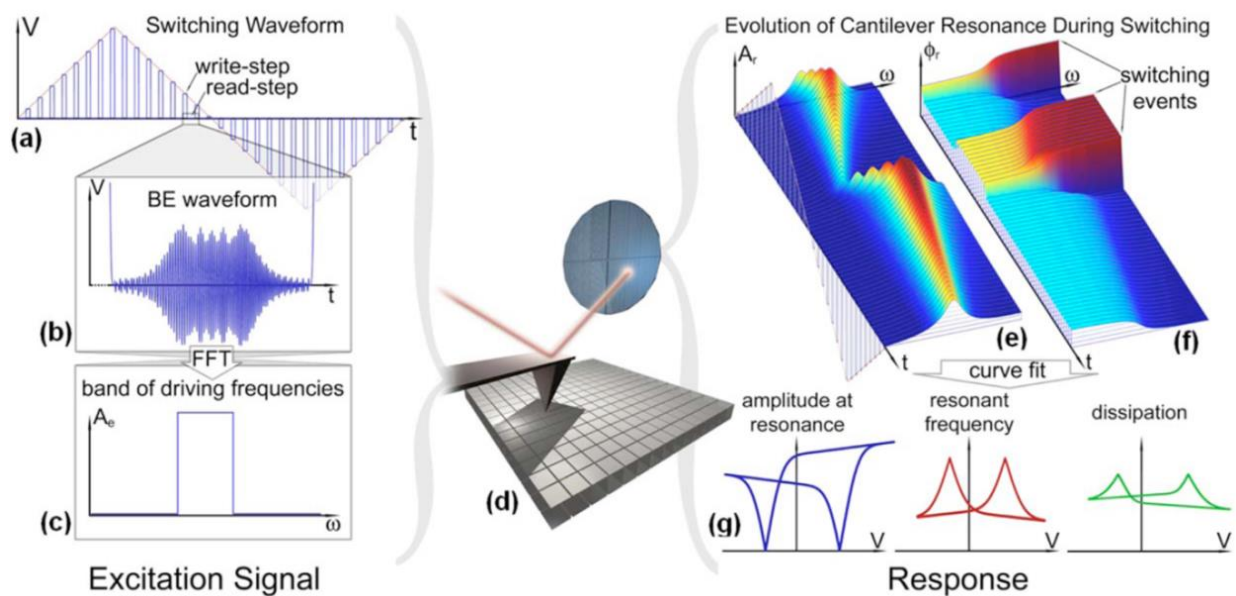 Switching Waveform
V
write-step
read-step
t
(a)
V
BE waveform
t
(b)
FFT
band of driving frequencies
Aₑ
(c)
ω
Excitation Signal
(d)
Evolution of Cantilever Resonance During Switching
Aᵣ
ω
ϕᵣ
ω
switching
events
t
(e)
t
(f)
curve fit
amplitude at
resonance
resonant
frequency
dissipation
(g)
V
V
V
Response